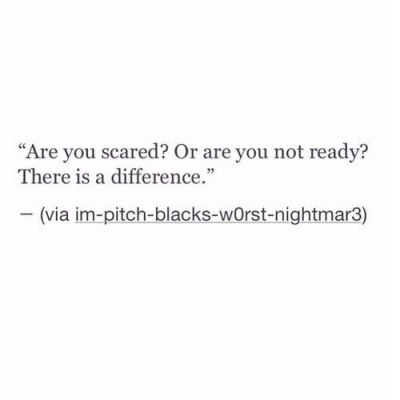 “Are you scared? Or are you not ready?
There is a difference.”
— (via im-pitch-blacks-w0rst-nightmar3)